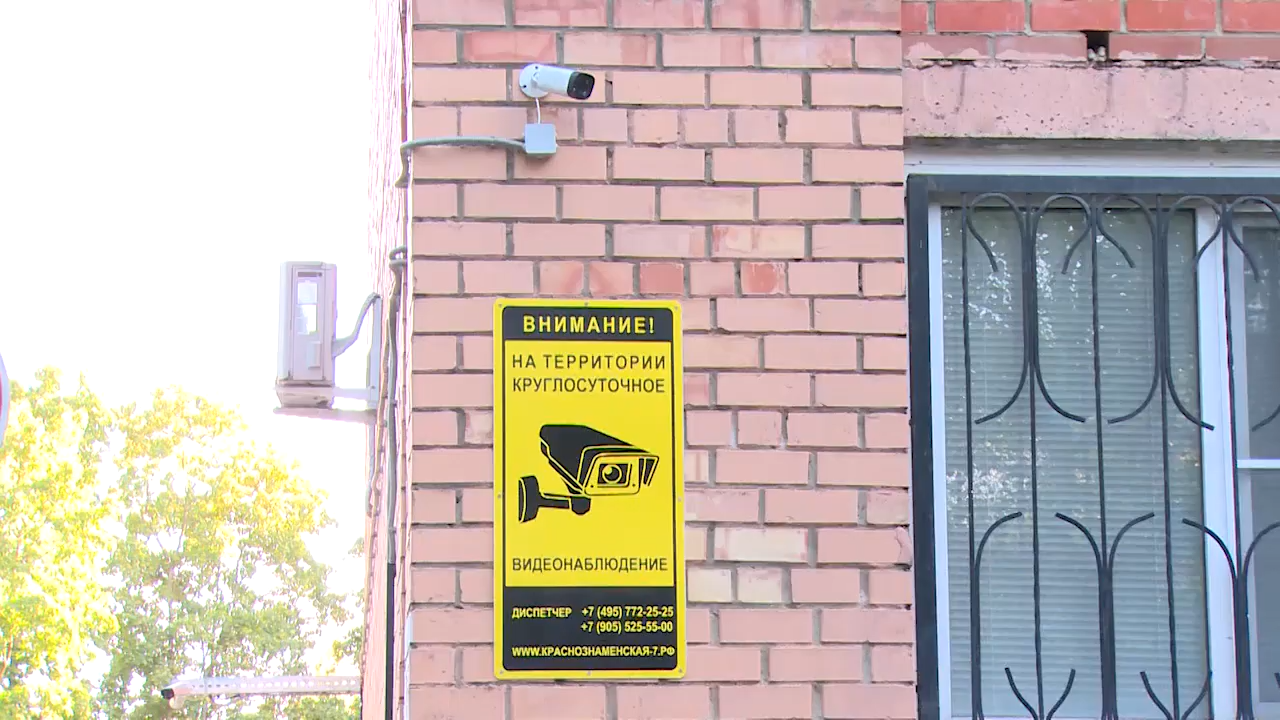 ВНИМАНИЕ!
НА ТЕРРИТОРИИ
КРУГЛОСУТОЧНОЕ
ВИДЕОНАБЛЮДЕНИЕ
ДИСПЕТЧЕР +7 (495) 772-25-25
+7 (905) 525-55-00
WWW.КРАСНОЗНАМЕНСКАЯ-7.РФ